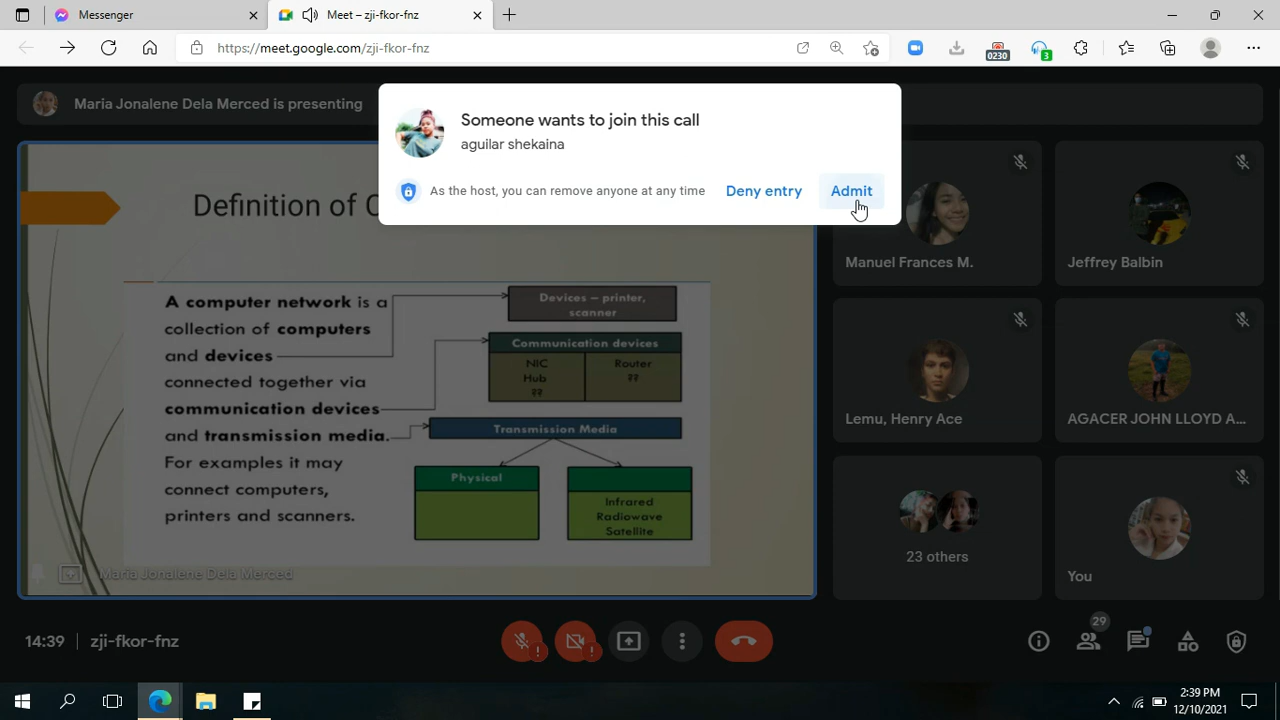 Messenger
Meet – zji-fkor-fnz
https://meet.google.com/zji-fkor-fnz
0230
3
Maria Jonalene Dela Merced is presenting
Someone wants to join this call
aguilar shekaina
As the host, you can remove anyone at any time
Deny entry
Admit
Definition of C
A computer network is a
collection of computers
and devices
connected together via
communication devices
and transmission media.
For examples it may
connect computers,
printers and scanners.
Devices – printer,
scanner
Communication devices
NIC
Hub
??
Router
??
Transmission Media
Physical
Infrared
Radiowave
Satellite
Maria Jonalene Dela Merced
Manuel Frances M.
Jeffrey Balbin
Lemu, Henry Ace
AGACER JOHN LLOYD A...
23 others
You
14:39
zji-fkor-fnz
29
2:39 PM
12/10/2021